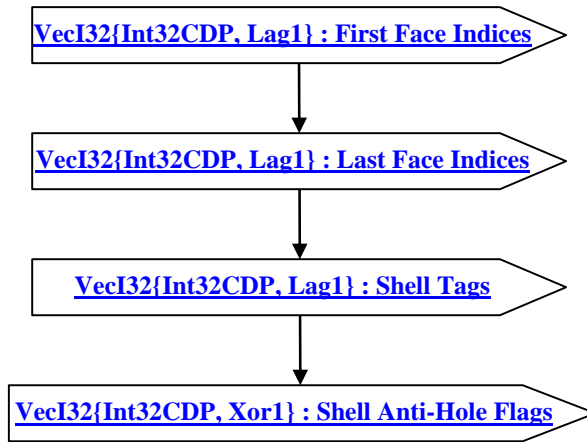 VecI32{Int32CDP, Lag1} : First Face Indices
VecI32{Int32CDP, Lag1} : Last Face Indices
VecI32{Int32CDP, Lag1} : Shell Tags
VecI32{Int32CDP, Xor1} : Shell Anti-Hole Flags